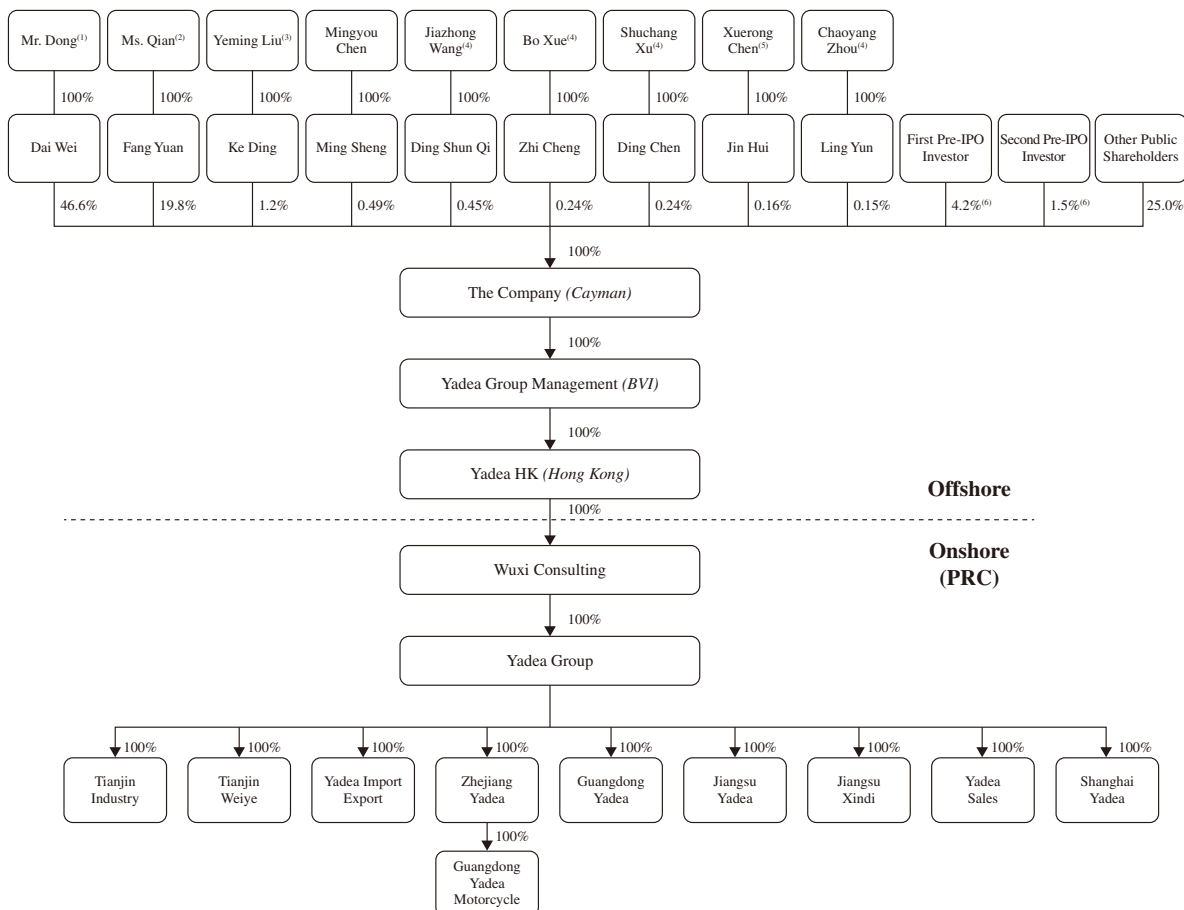 Mr. Dong(1)
Ms. Qian(2)
Yeming Liu(3)
Mingyou
Chen
Jiazhong
Wang(4)
Bo Xue(4)
Shuchang
Xu(4)
Xuerong
Chen(5)
Chaoyang
Zhou(4)
100%
100%
100%
100%
100%
100%
100%
100%
100%
Dai Wei
Fang Yuan
Ke Ding
Ming Sheng
Ding Shun Qi
Zhi Cheng
Ding Chen
Jin Hui
Ling Yun
First Pre-IPO
Investor
Second Pre-IPO
Investor
Other Public
Shareholders
46.6%
19.8%
1.2%
0.49%
0.45%
0.24%
0.24%
0.16%
0.15%
4.2%(6)
1.5%(6)
25.0%
100%
The Company (Cayman)
100%
Yadea Group Management (BVI)
100%
Yadea HK (Hong Kong)
Offshore
100%
Onshore
(PRC)
Wuxi Consulting
100%
Yadea Group
100%
100%
100%
100%
100%
100%
100%
100%
100%
Tianjin
Industry
Tianjin
Weiye
Yadea Import
Export
Zhejiang
Yadea
Guangdong
Yadea
Jiangsu
Yadea
Jiangsu
Xindi
Yadea
Sales
Shanghai
Yadea
100%
Guangdong
Yadea
Motorcycle